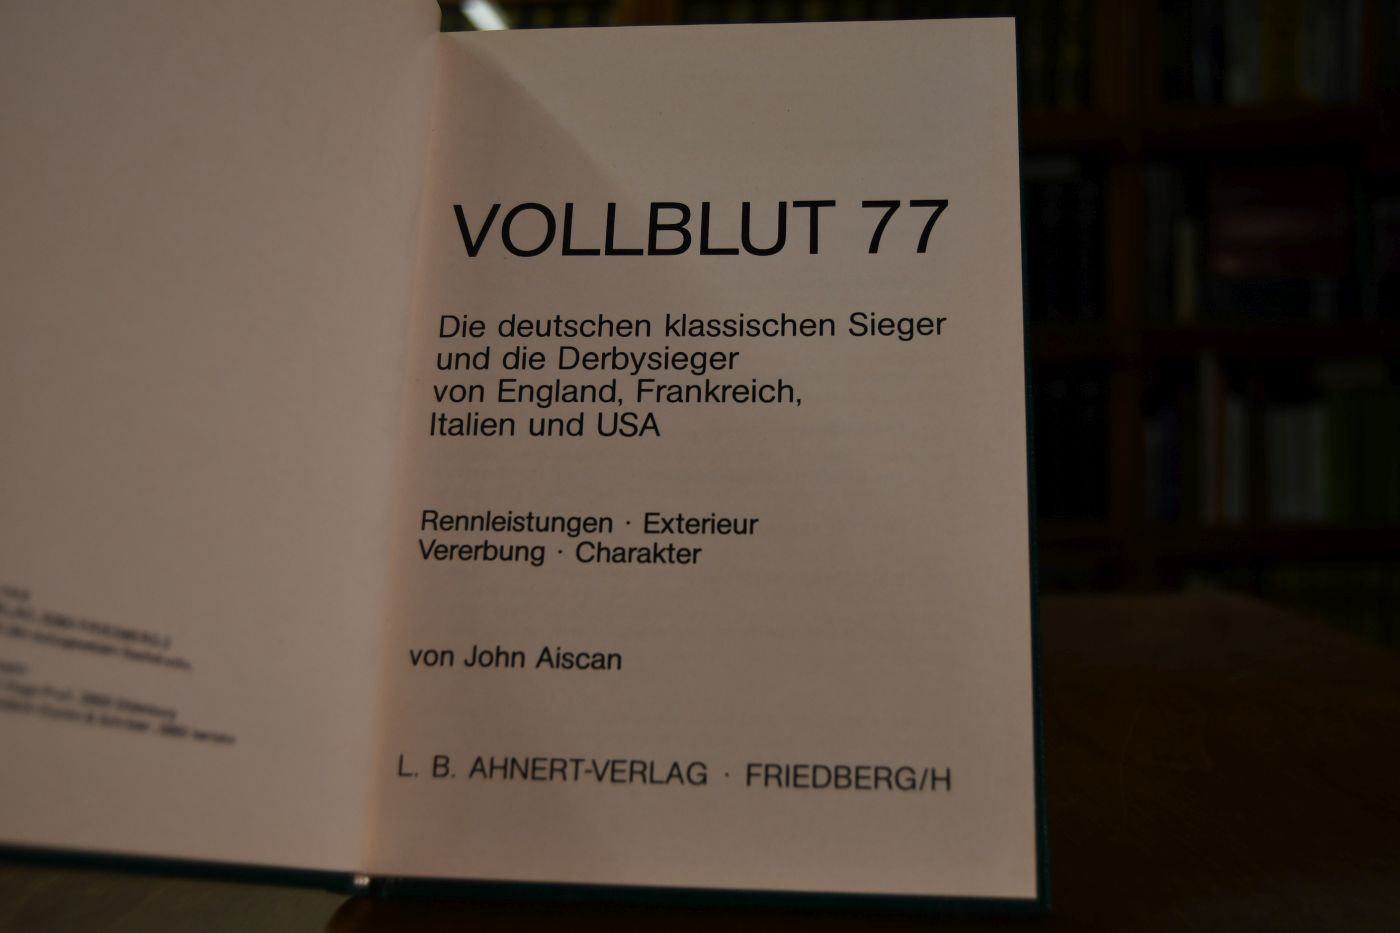 VOLLBLUT 77
Die deutschen klassischen Sieger
und die Derbysieger
von England, Frankreich,
Italien und USA
Rennleistungen · Exterieur
Vererbung · Charakter
von John Aiscan
L. B. AHNERT-VERLAG · FRIEDBERG/H